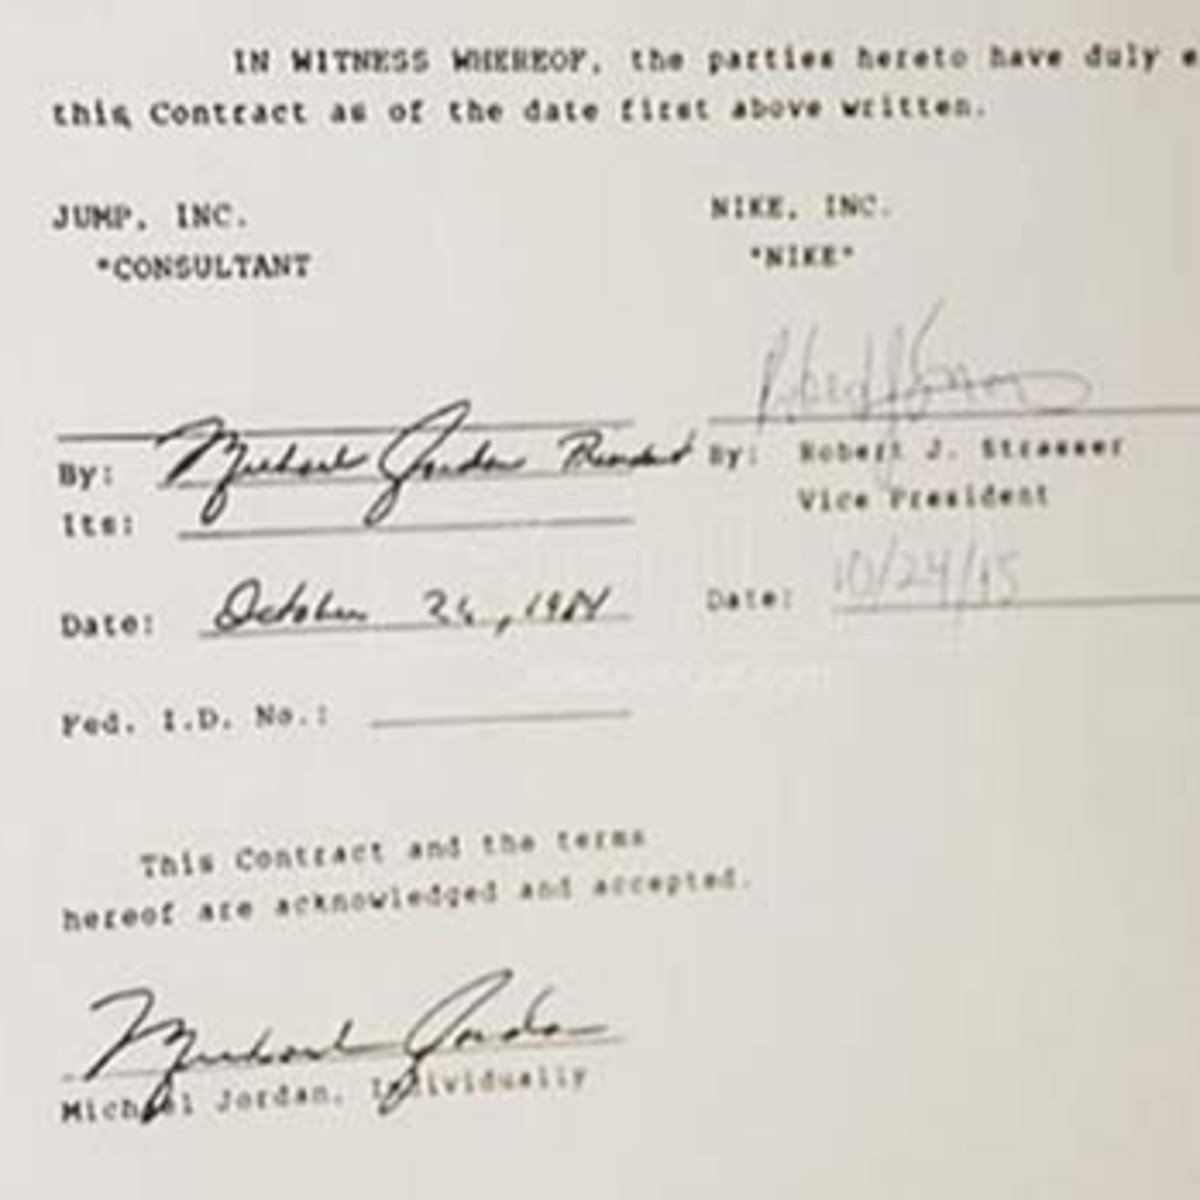 IN WITNESS WHEREOF, the parties hereto have duly e
this Contract as of the date first above written.
JUMP, INC.
"CONSULTANT
NIKE, INC.
"NIKE"
By: Michael Jordan President
Its:
By: Robert J. Strasser
Vice President
Date: October 26, 1984
Date: 10/24/
Fed. I.D. No.:
This Contract and the terms
hereof are acknowledged and accepted.
Michael Jordan
Michael Jordan, Individually